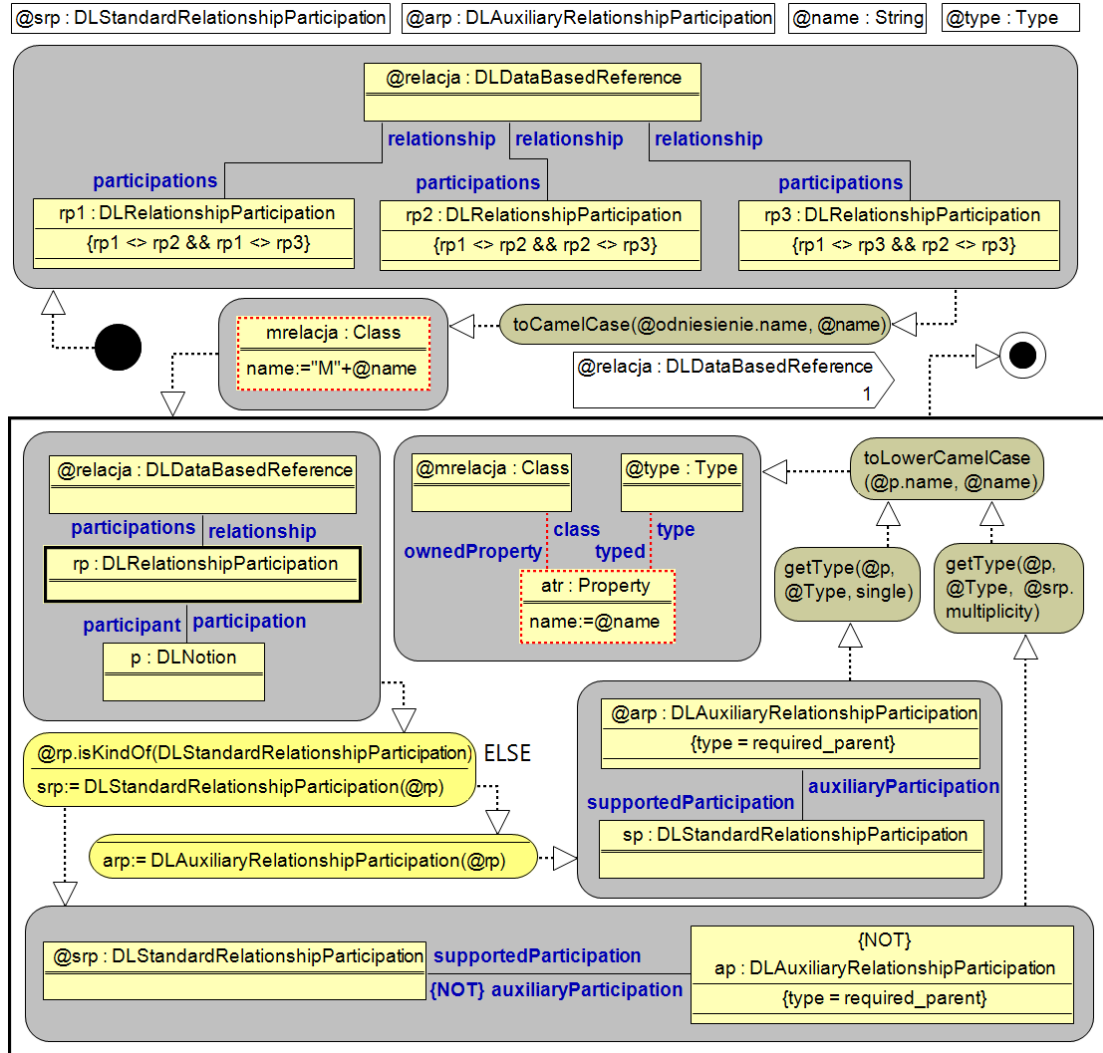 @srp : DLStandardRelationshipParticipation
@arp : DLAuxiliaryRelationshipParticipation
@name : String
@type : Type
@relacja : DLDataBasedReference
relationship
relationship
relationship
participations
participations
participations
rp1 : DLRelationshipParticipation
{rp1 <> rp2 && rp1 <> rp3}
rp2 : DLRelationshipParticipation
{rp1 <> rp2 && rp2 <> rp3}
rp3 : DLRelationshipParticipation
{rp1 <> rp3 && rp2 <> rp3}
mrelacja : Class
name:="M"+@name
toCamelCase(@odniesienie.name, @name)
@relacja : DLDataBasedReference
1
@relacja : DLDataBasedReference
participations
relationship
rp : DLRelationshipParticipation
participant
participation
p : DLNotion
@mrelacja : Class
@type : Type
class
type
ownedProperty
typed
atr : Property
name:=@name
toLowerCamelCase
(@p.name, @name)
getType(@p,
@Type, single)
getType(@p,
@Type, @srp.
multiplicity)
@rp.isKindOf(DLStandardRelationshipParticipation)
srp:= DLStandardRelationshipParticipation(@rp)
ELSE
arp:= DLAuxiliaryRelationshipParticipation(@rp)
@arp : DLAuxiliaryRelationshipParticipation
{type = required_parent}
auxiliaryParticipation
supportedParticipation
sp : DLStandardRelationshipParticipation
@srp : DLStandardRelationshipParticipation
supportedParticipation
{NOT} auxiliaryParticipation
{NOT}
ap : DLAuxiliaryRelationshipParticipation
{type = required_parent}